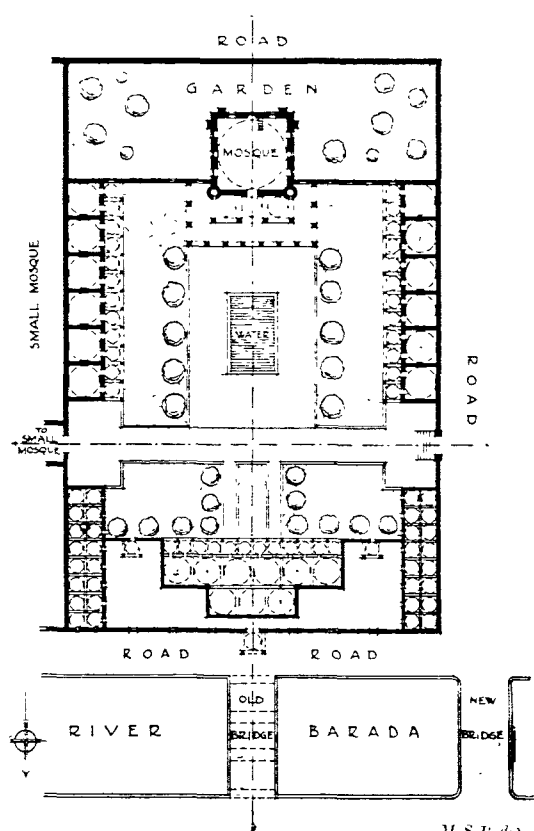 ROAD
GARDEN
MOSQUE
SMALL MOSQUE
WATER
ROAD
TO
SMALL
MOSQUE
ROAD ROAD
OLD
NEW
RIVER
BRIDGE
BARADA
BRIDGE
Y